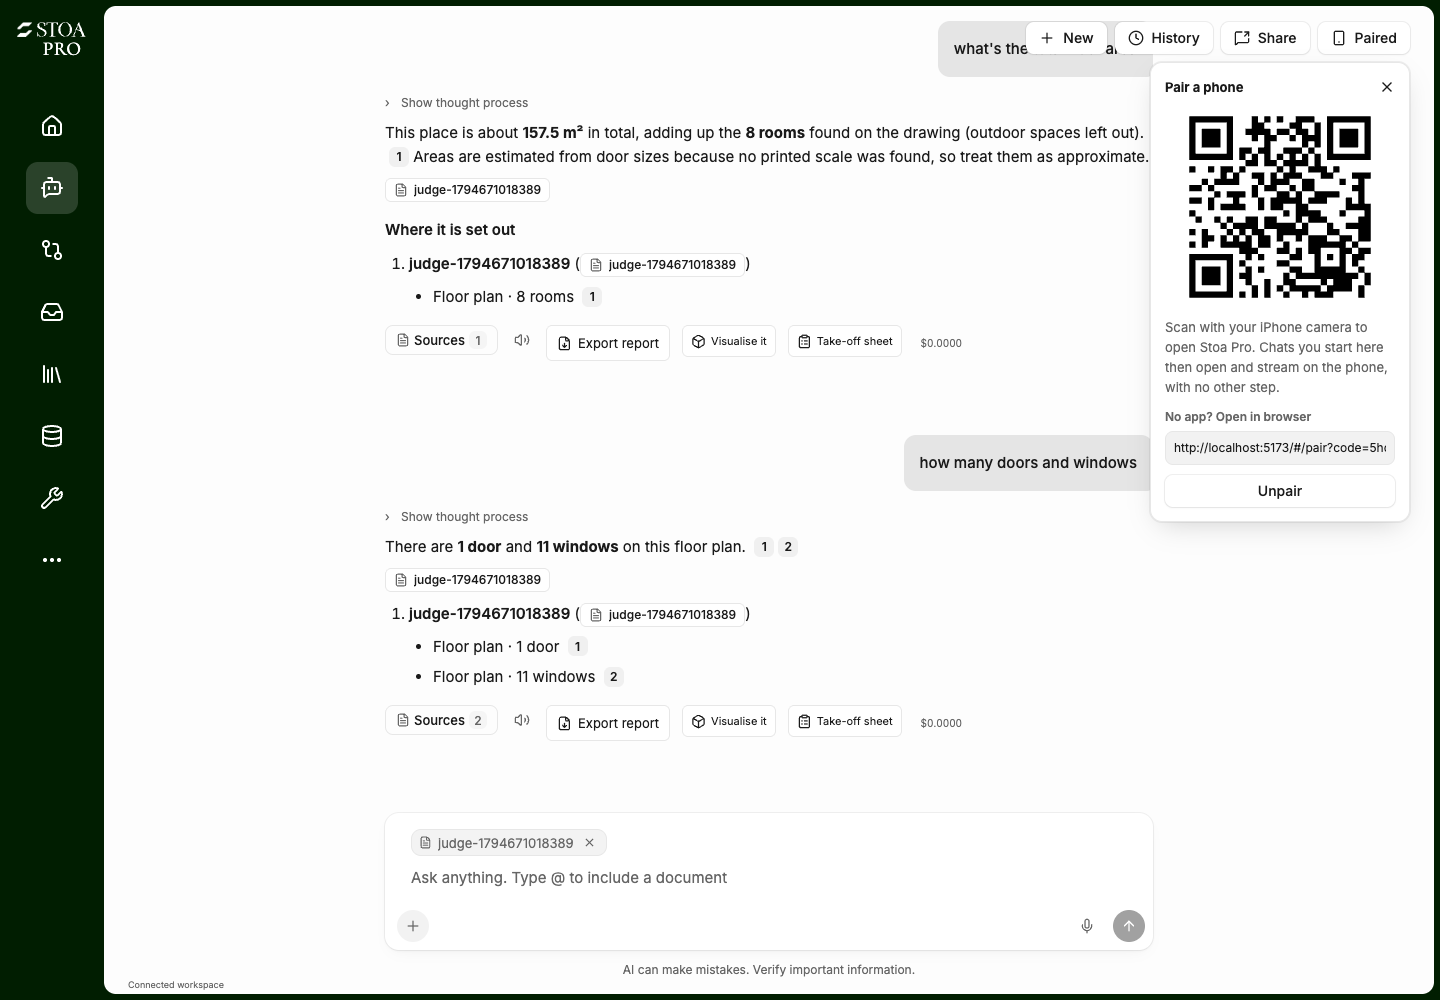 STOA
PRO
what's the
New
History
Share
Paired
Show thought process
This place is about 157.5 m² in total, adding up the 8 rooms found on the drawing (outdoor spaces left out).
1 Areas are estimated from door sizes because no printed scale was found, so treat them as approximate.
judge-1794671018389
Where it is set out
1. judge-1794671018389 ( judge-1794671018389 )
• Floor plan · 8 rooms 1
Sources 1
Export report
Visualise it
Take-off sheet
$0.0000
how many doors and windows
Show thought process
There are 1 door and 11 windows on this floor plan. 1 2
judge-1794671018389
1. judge-1794671018389 ( judge-1794671018389 )
• Floor plan · 1 door 1
• Floor plan · 11 windows 2
Sources 2
Export report
Visualise it
Take-off sheet
$0.0000
Pair a phone
Scan with your iPhone camera to
open Stoa Pro. Chats you start here
then open and stream on the phone,
with no other step.
No app? Open in browser
http://localhost:5173/#/pair?code=5h
Unpair
judge-1794671018389
Ask anything. Type @ to include a document
AI can make mistakes. Verify important information.
Connected workspace